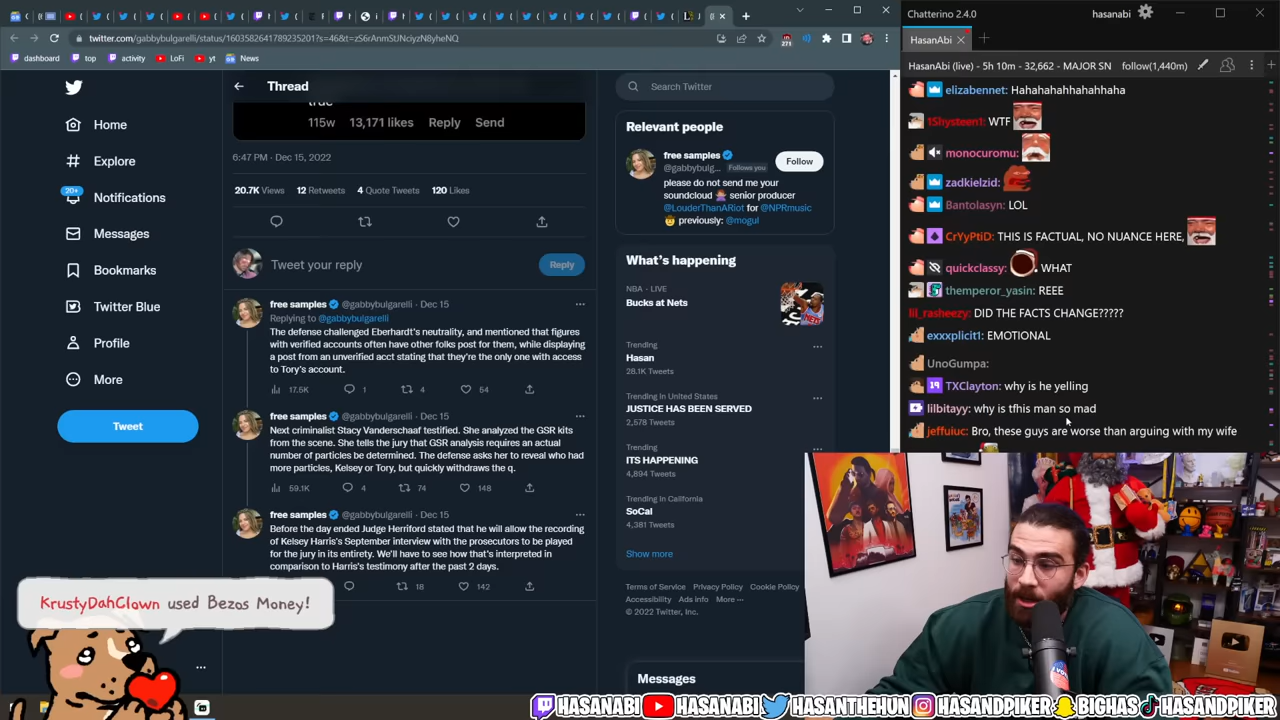 Chatterino 2.4.0
hasanabi
HasanAbi
twitter.com/gabbybulgarelli/status/1603582641789235201?s=46&t=zS6rAnmStJNciyzN8yheNQ
271
dashboard
top
activity
LoFi
yt
News
HasanAbi (live) - 5h 10m - 32,662 - MAJOR SN
follow(1,440m)
Home
Explore
20+
Notifications
Messages
Bookmarks
Twitter Blue
Profile
More
Tweet
Thread
true
115w 13,171 likes Reply Send
6:47 PM · Dec 15, 2022
20.7K Views 12 Retweets 4 Quote Tweets 120 Likes
Tweet your reply
Reply
free samples @gabbybulgarelli · Dec 15
Replying to @gabbybulgarelli
The defense challenged Eberhardt's neutrality, and mentioned that figures
with verified accounts often have other folks post for them, while displaying
a post from an unverified acct stating that they're the only one with access
to Tory's account.
17.5K 1 4 54
free samples @gabbybulgarelli · Dec 15
Next criminalist Stacy Vanderschaaf testified. She analyzed the GSR kits
from the scene. She tells the jury that GSR analysis requires an actual
number of particles be determined. The defense asks her to reveal who had
more particles, Kelsey or Tory, but quickly withdraws the q.
59.1K 4 74 148
free samples @gabbybulgarelli · Dec 15
Before the day ended Judge Herriford stated that he will allow the recording
of Kelsey Harris's September interview with the prosecutors to be played
for the jury in its entirety. We'll have to see how that's interpreted in
comparison to Harris's testimony after the past 2 days.
18 142
Search Twitter
Relevant people
free samples
@gabbybulg... Follows you
Follow
please do not send me your
soundcloud senior producer
@LouderThanARiot for @NPRmusic
previously: @mogul
What's happening
NBA · LIVE
Bucks at Nets
Trending
Hasan
28.1K Tweets
Trending in United States
JUSTICE HAS BEEN SERVED
2,578 Tweets
Trending
ITS HAPPENING
4,894 Tweets
Trending in California
SoCal
4,381 Tweets
Show more
Terms of Service Privacy Policy Cookie Policy
Accessibility Ads info More ···
© 2022 Twitter, Inc.
Messages
elizabennet: Hahahahahhahahhaha
1Shysteen1: WTF
monocuromu:
zadkielzid:
Bantolasyn: LOL
CrYyPtiD: THIS IS FACTUAL, NO NUANCE HERE,
quickclassy: WHAT
themperor_yasin: REEE
lil_rasheezy: DID THE FACTS CHANGE?????
exxxplicit1: EMOTIONAL
UnoGumpa:
TXClayton: why is he yelling
lilbitayy: why is tfhis man so mad
jeffuiuc: Bro, these guys are worse than arguing with my wife
KrustyDahClown used Bezos Money!
HASANABI HASANABI HASANTHEHUN HASANDPIKER BIGHAS HASANDPIKER